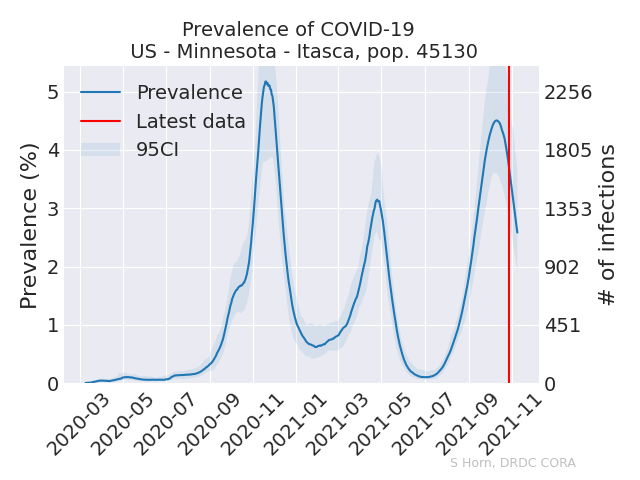 Prevalence of COVID-19
US - Minnesota - Itasca, pop. 45130
Prevalence
Latest data
95CI
Prevalence (%)
5
4
3
2
1
0
2256
1805
1353
902
451
0
# of infections
2020-03
2020-05
2020-07
2020-09
2020-11
2021-01
2021-03
2021-05
2021-07
2021-09
2021-11
S Horn, DRDC CORA